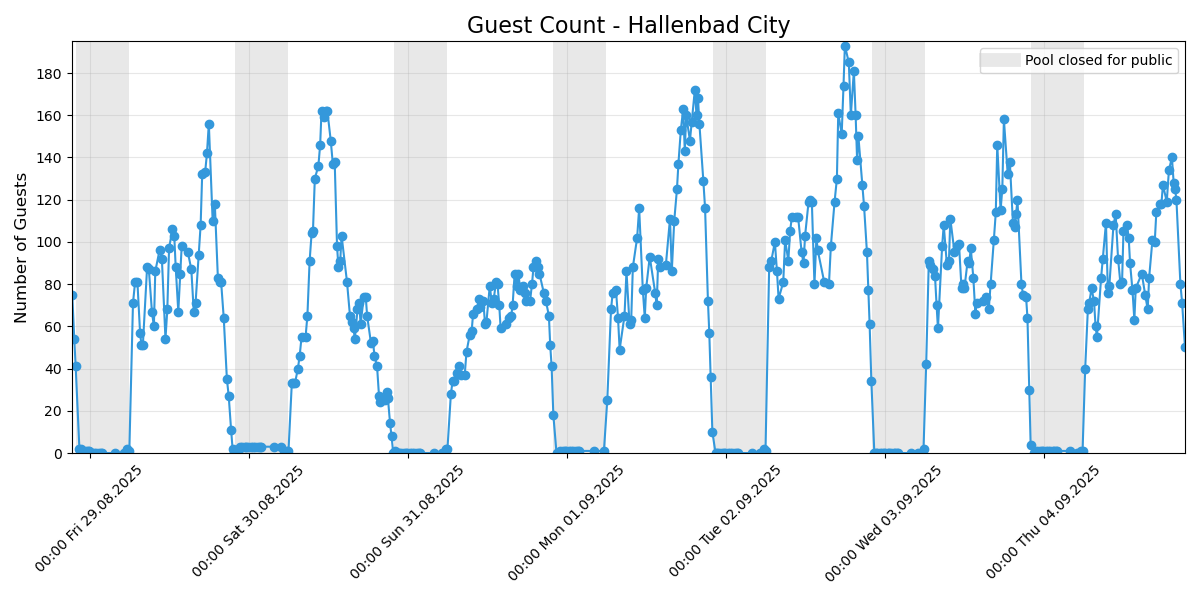 Guest Count - Hallenbad City
Number of Guests
180
160
140
120
100
80
60
40
20
0
Pool closed for public
00:00 Fri 29.08.2025
00:00 Sat 30.08.2025
00:00 Sun 31.08.2025
00:00 Mon 01.09.2025
00:00 Tue 02.09.2025
00:00 Wed 03.09.2025
00:00 Thu 04.09.2025